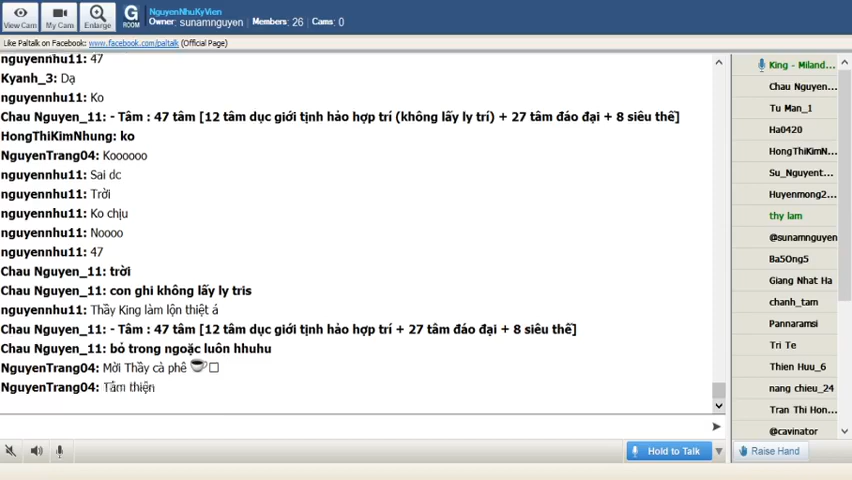 View Cam
My Cam
Enlarge
G
ROOM
NguyenNhuKyVien
Owner: sunamnguyen Members: 26 Cams: 0
Like Paltalk on Facebook: www.facebook.com/paltalk (Official Page)
nguyennhu11: 47
Kyanh_3: Dạ
nguyennhu11: Ko
Chau Nguyen_11: - Tâm : 47 tâm [12 tâm dục giới tịnh hảo hợp trí (không lấy ly trí) + 27 tâm đáo đại + 8 siêu thế]
HongThiKimNhung: ko
NguyenTrang04: Koooooo
nguyennhu11: Sai dc
nguyennhu11: Trời
nguyennhu11: Ko chịu
nguyennhu11: Noooo
nguyennhu11: 47
Chau Nguyen_11: trời
Chau Nguyen_11: con ghi không lấy ly tris
nguyennhu11: Thầy King làm lộn thiệt á
Chau Nguyen_11: - Tâm : 47 tâm [12 tâm dục giới tịnh hảo hợp trí + 27 tâm đáo đại + 8 siêu thế]
Chau Nguyen_11: bỏ trong ngoặc luôn hhuhu
NguyenTrang04: Mời Thầy cà phê
NguyenTrang04: Tâm thiện
King - Miland...
Chau Nguyen...
Tu Man_1
Ha0420
HongThiKimN...
Su_Nguyent...
Huyenmong2...
thy lam
@sunamnguyen
Ba5Ong5
Giang Nhat Ha
chanh_tam
Pannaramsi
Tri Te
Thien Huu_6
nang chieu_24
Tran Thi Hon...
@cavinator
Hold to Talk
Raise Hand